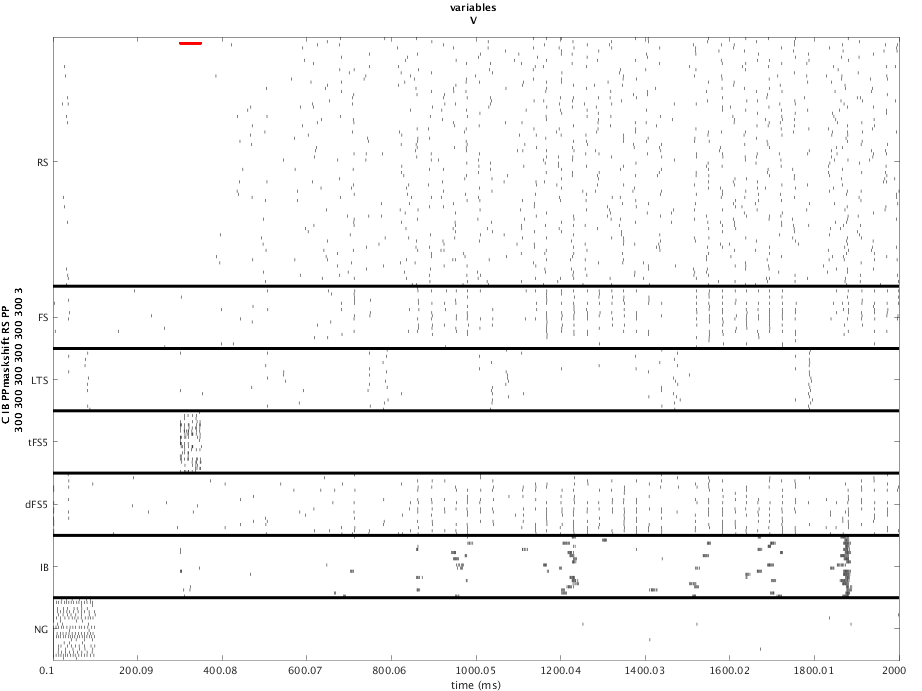 variables
V
RS
FS
LTS
tFS5
dFS5
IB
NG
C IB PPmaskshift RS PP
300 300 300 300 300 300 3
0.1 200.09 400.08 600.07 800.06 1000.05 1200.04 1400.03 1600.02 1800.01 2000
time (ms)